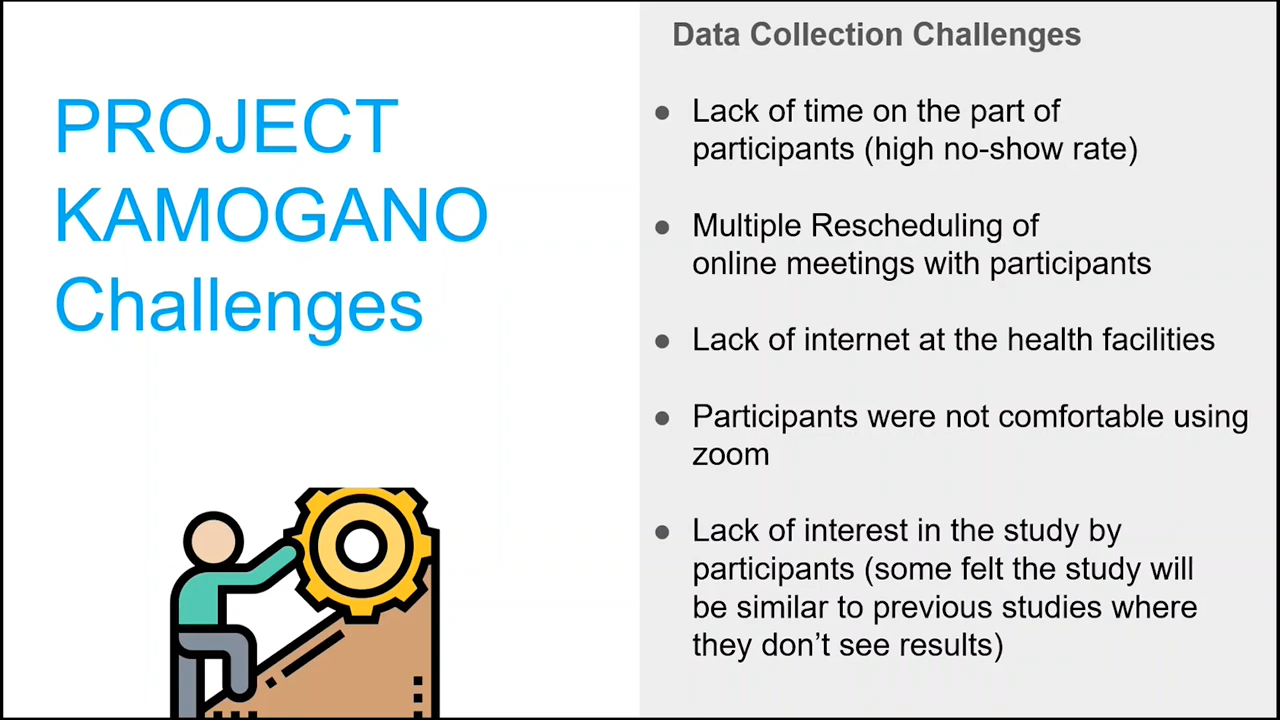 PROJECT
KAMOGANO
Challenges
Data Collection Challenges
● Lack of time on the part of
participants (high no-show rate)
● Multiple Rescheduling of
online meetings with participants
● Lack of internet at the health facilities
● Participants were not comfortable using
zoom
● Lack of interest in the study by
participants (some felt the study will
be similar to previous studies where
they don’t see results)